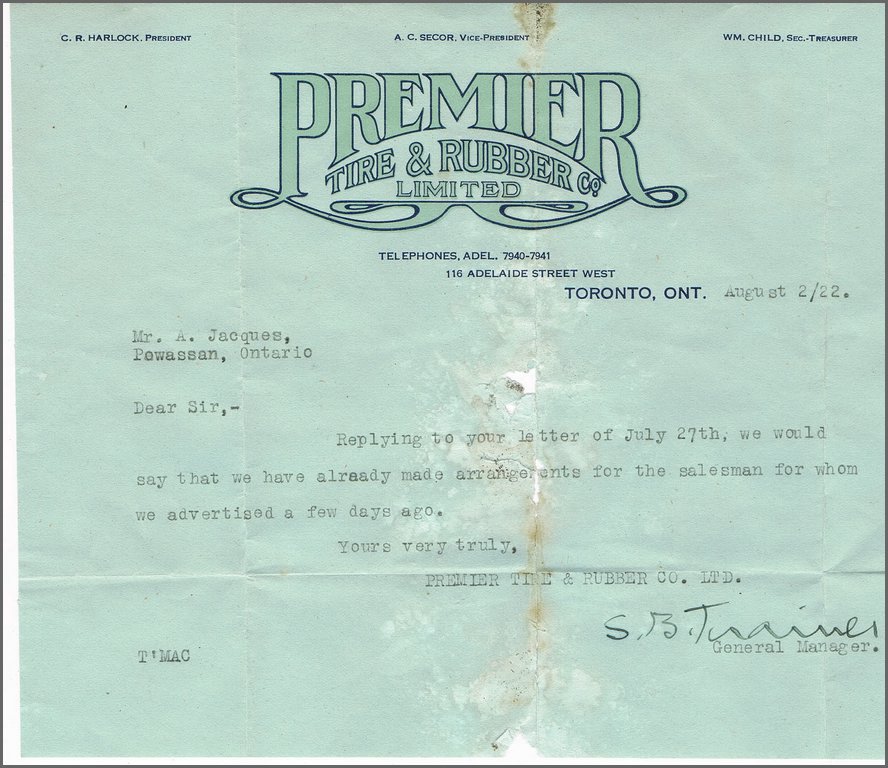 C. R. HARLOCK, PRESIDENT A. C. SECOR, VICE-PRESIDENT WM. CHILD, SEC.-TREASURER
PREMIER
TIRE & RUBBER Co.
LIMITED
TELEPHONES, ADEL. 7940-7941
116 ADELAIDE STREET WEST
TORONTO, ONT. August 2/22.
Mr. A. Jacques,
Powassan, Ontario
Dear Sir,-
Replying to your letter of July 27th, we would
say that we have alraady made arrangements for the salesman for whom
we advertised a few days ago.
Yours very truly,
PREMIER TIRE & RUBBER CO. LTD.
S. B. Trainer
General Manager.
T'MAC